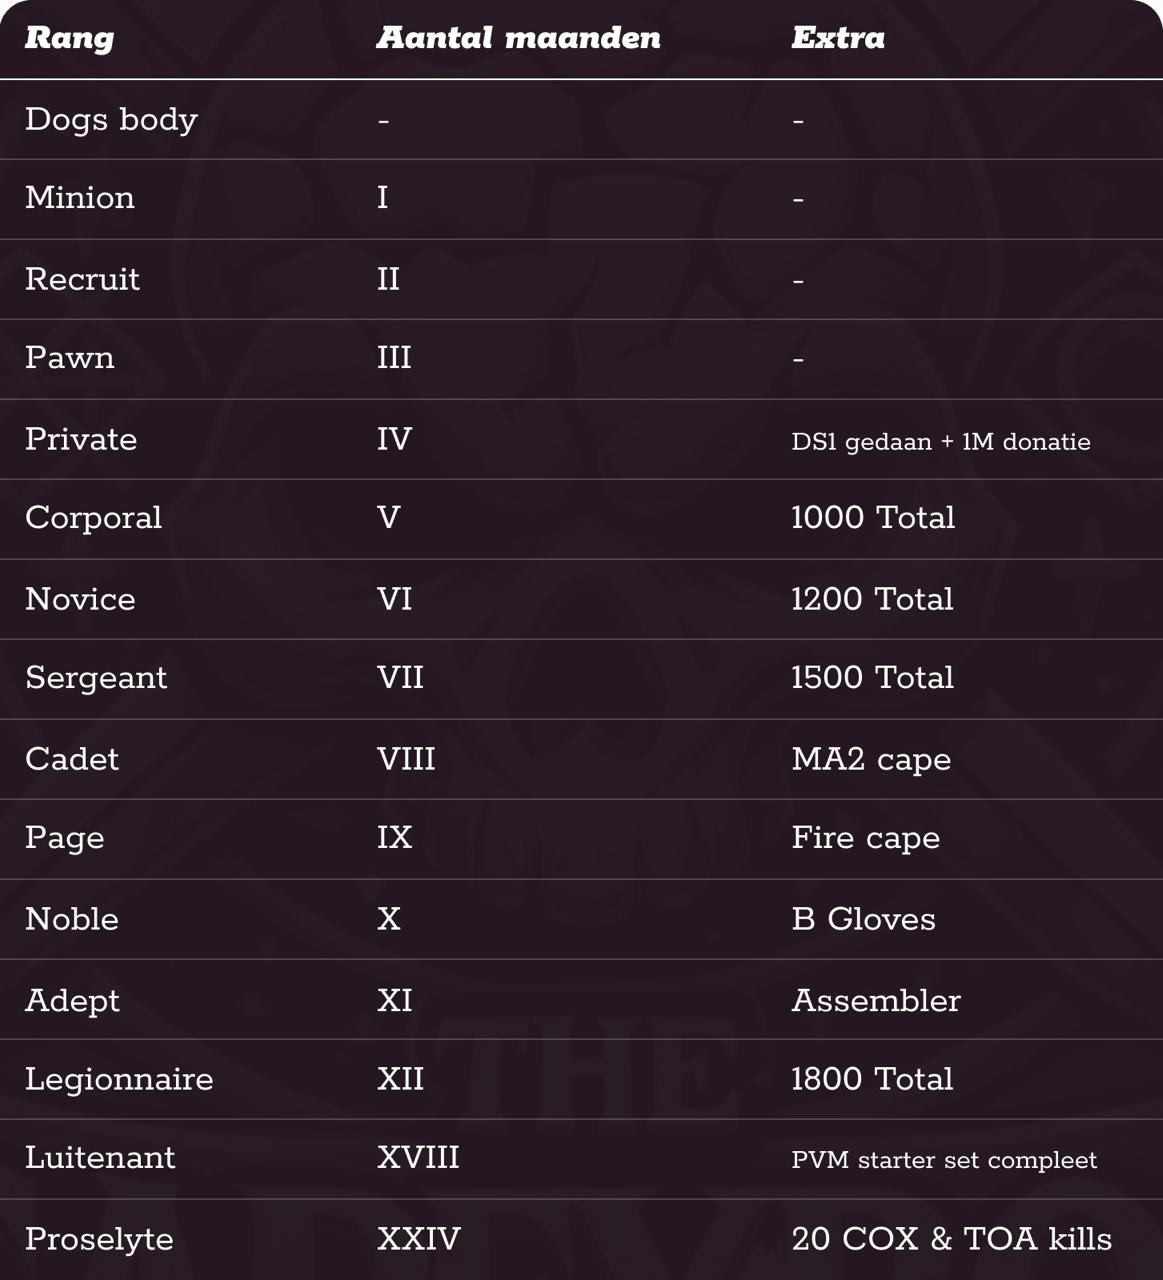 Rang Aantal maanden Extra
Dogs body - -
Minion I -
Recruit II -
Pawn III -
Private IV DS1 gedaan + 1M donatie
Corporal V 1000 Total
Novice VI 1200 Total
Sergeant VII 1500 Total
Cadet VIII MA2 cape
Page IX Fire cape
Noble X B Gloves
Adept XI Assembler
Legionnaire XII 1800 Total
THE
Luitenant XVIII PVM starter set compleet
Proselyte XXIV 20 COX & TOA kills